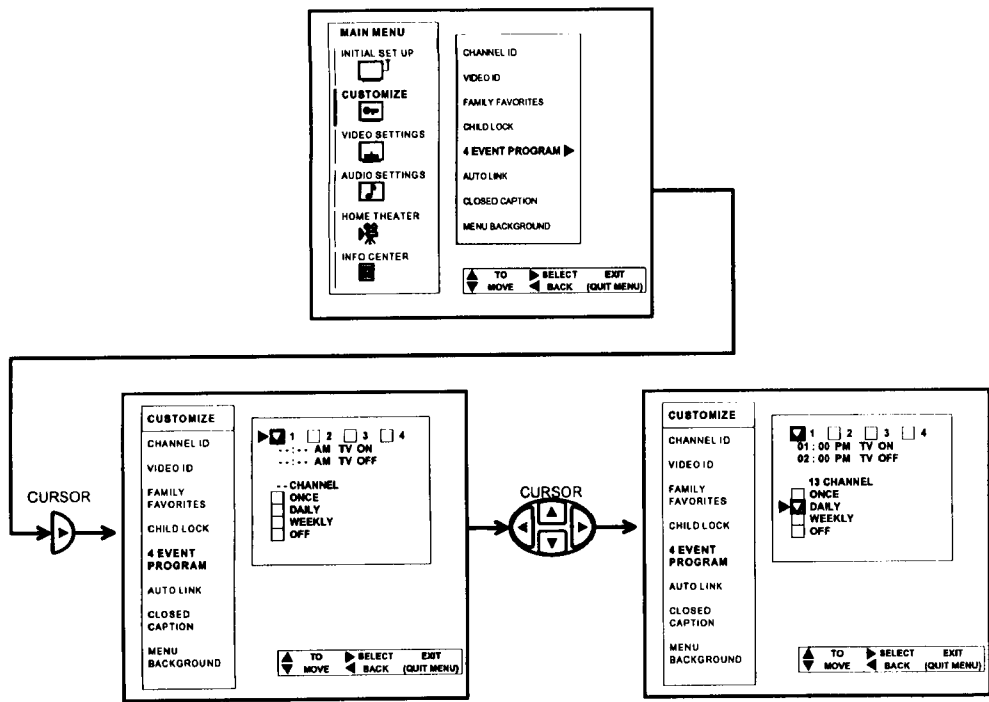 MAIN MENU
INITIAL SET UP
CUSTOMIZE
VIDEO SETTINGS
AUDIO SETTINGS
HOME THEATER
INFO CENTER
CHANNEL ID
VIDEO ID
FAMILY FAVORITES
CHILD LOCK
4 EVENT PROGRAM ▶
AUTO LINK
CLOSED CAPTION
MENU BACKGROUND
▲ TO ▶ SELECT EXIT
▼ MOVE ◀ BACK (QUIT MENU)
CURSOR
CUSTOMIZE
CHANNEL ID
VIDEO ID
FAMILY
FAVORITES
CHILD LOCK
4 EVENT
PROGRAM
AUTO LINK
CLOSED
CAPTION
MENU
BACKGROUND
1 2 3 4
--:-- AM TV ON
--:-- AM TV OFF
-- CHANNEL
ONCE
DAILY
WEEKLY
OFF
▲ TO ▶ SELECT EXIT
▼ MOVE ◀ BACK (QUIT MENU)
CURSOR
CUSTOMIZE
CHANNEL ID
VIDEO ID
FAMILY
FAVORITES
CHILD LOCK
4 EVENT
PROGRAM
AUTO LINK
CLOSED
CAPTION
MENU
BACKGROUND
1 2 3 4
01:00 PM TV ON
02:00 PM TV OFF
13 CHANNEL
ONCE
DAILY
WEEKLY
OFF
▲ TO ▶ SELECT EXIT
▼ MOVE ◀ BACK (QUIT MENU)